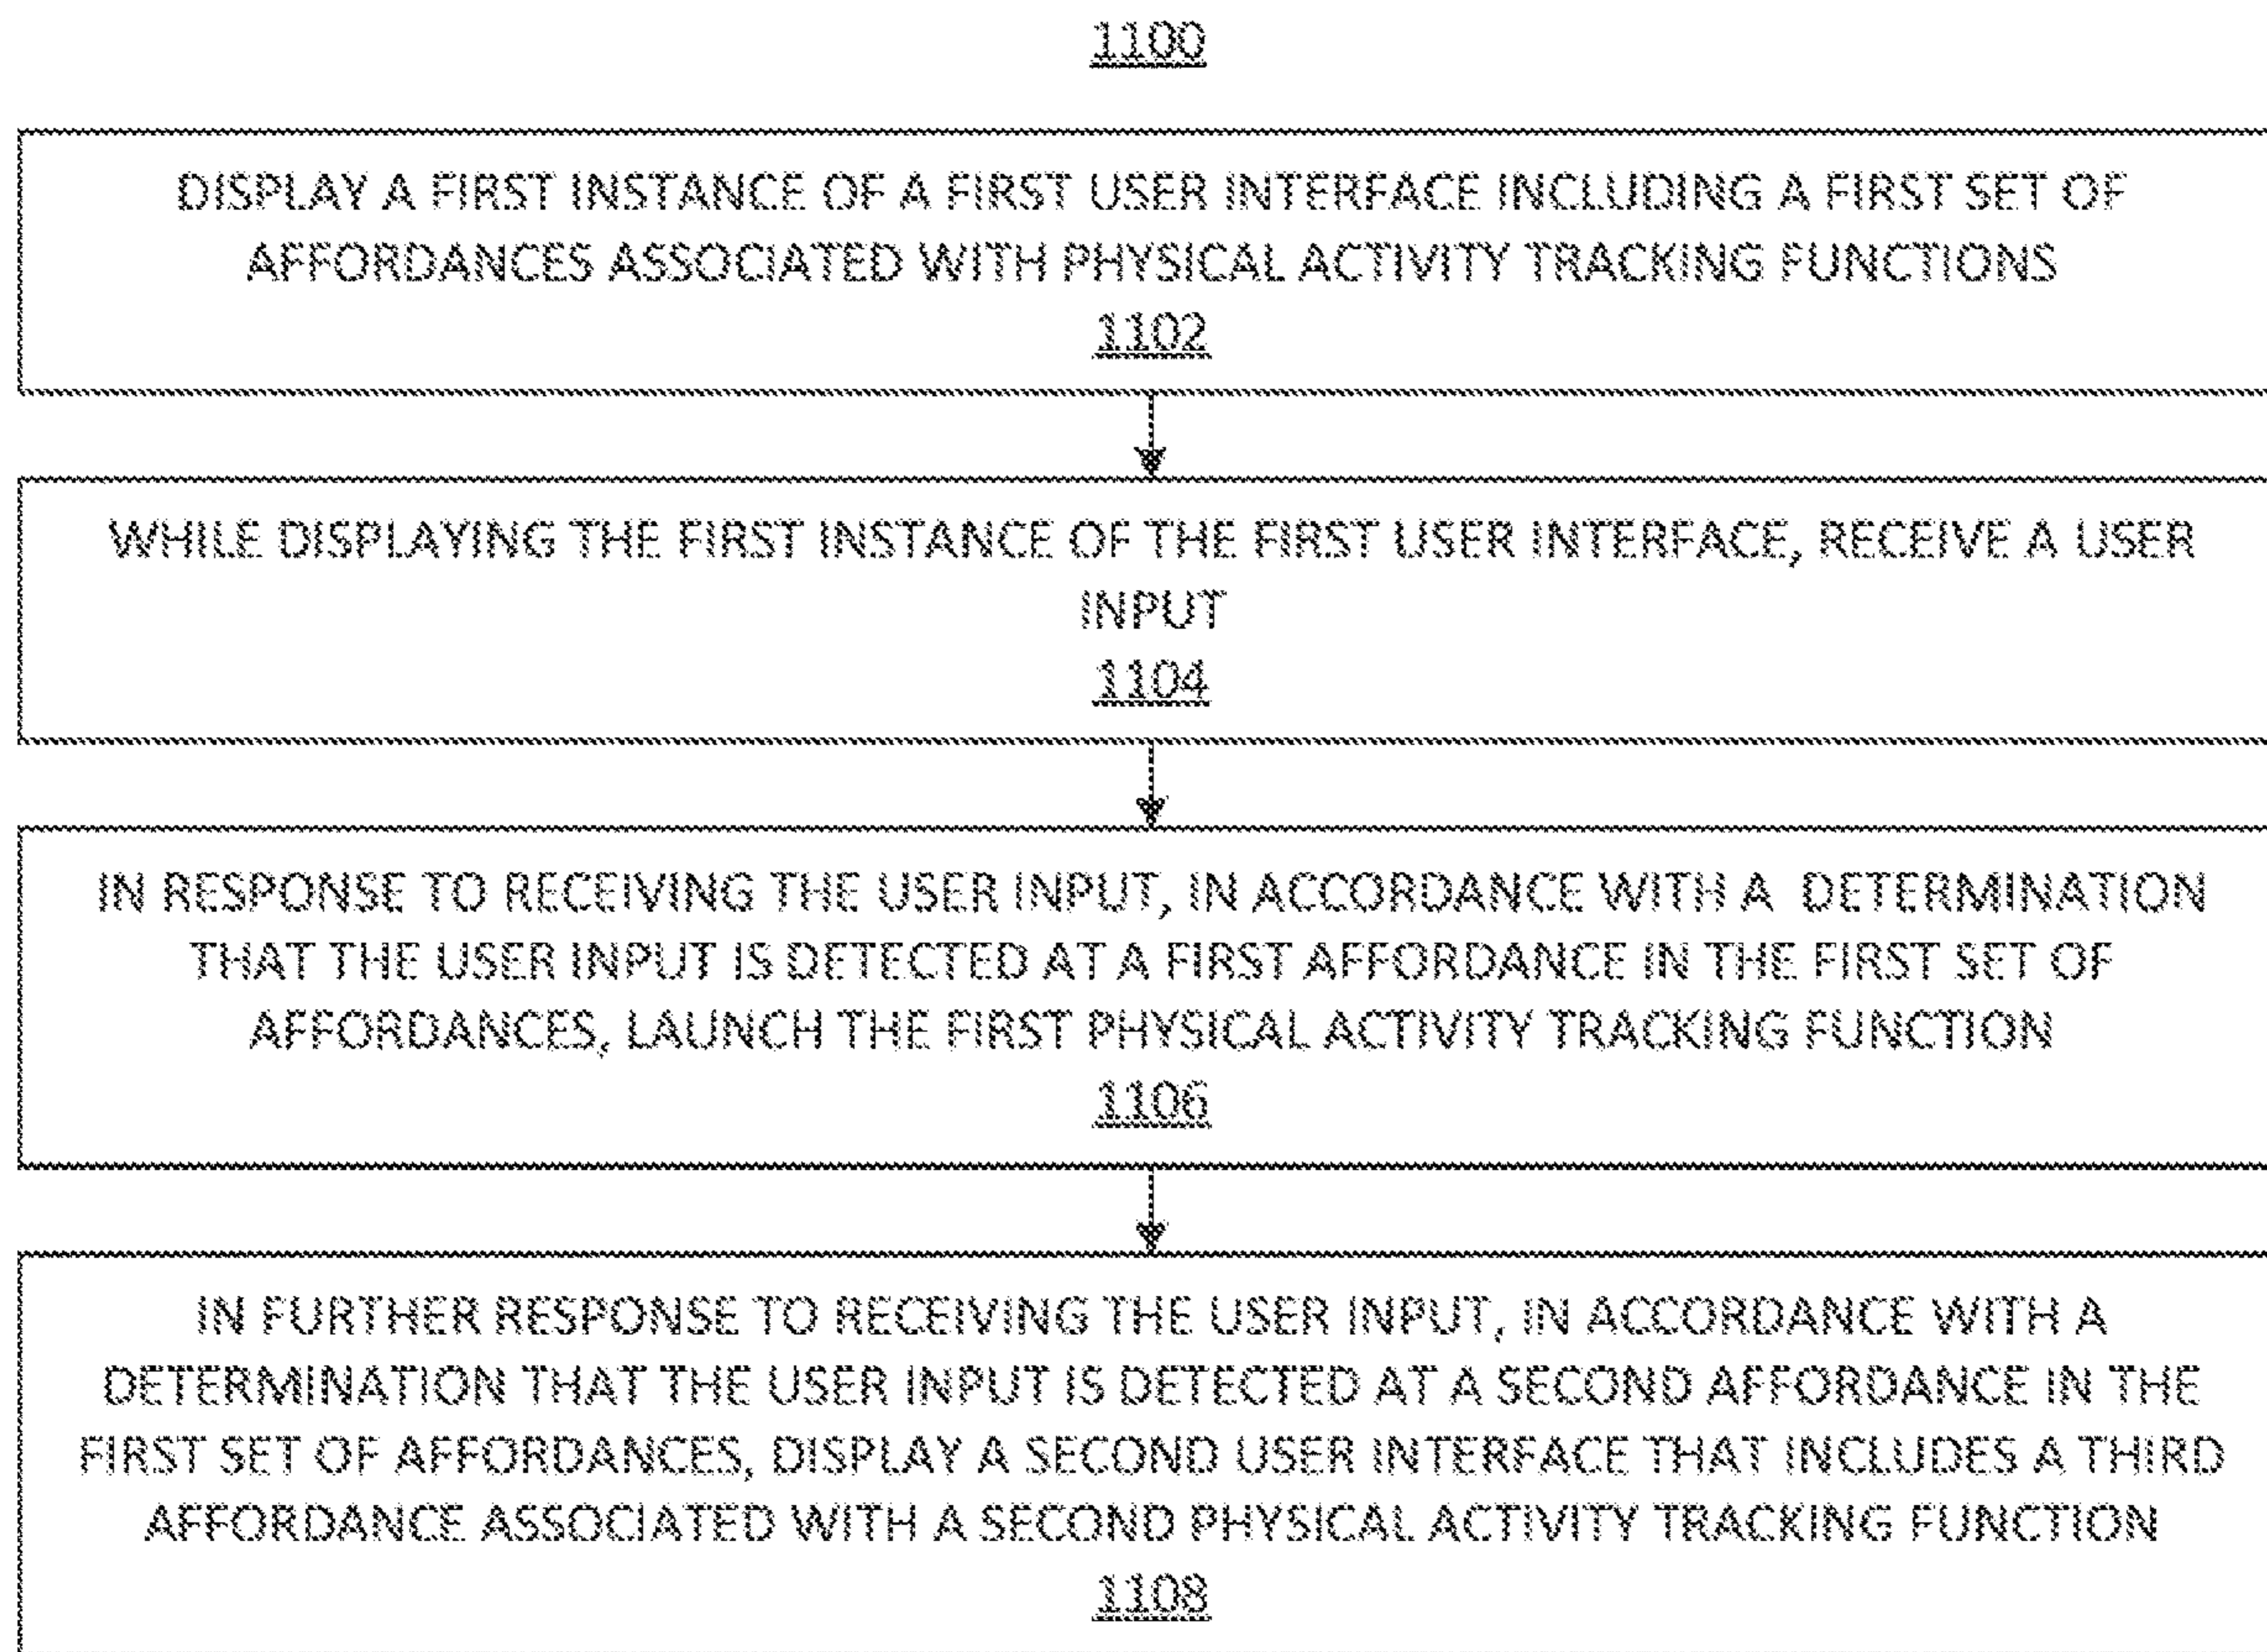 1100
DISPLAY A FIRST INSTANCE OF A FIRST USER INTERFACE INCLUDING A FIRST SET OF
AFFORDANCES ASSOCIATED WITH PHYSICAL ACTIVITY TRACKING FUNCTIONS
1102
WHILE DISPLAYING THE FIRST INSTANCE OF THE FIRST USER INTERFACE, RECEIVE A USER
INPUT
1104
IN RESPONSE TO RECEIVING THE USER INPUT, IN ACCORDANCE WITH A DETERMINATION
THAT THE USER INPUT IS DETECTED AT A FIRST AFFORDANCE IN THE FIRST SET OF
AFFORDANCES, LAUNCH THE FIRST PHYSICAL ACTIVITY TRACKING FUNCTION
1106
IN FURTHER RESPONSE TO RECEIVING THE USER INPUT, IN ACCORDANCE WITH A
DETERMINATION THAT THE USER INPUT IS DETECTED AT A SECOND AFFORDANCE IN THE
FIRST SET OF AFFORDANCES, DISPLAY A SECOND USER INTERFACE THAT INCLUDES A THIRD
AFFORDANCE ASSOCIATED WITH A SECOND PHYSICAL ACTIVITY TRACKING FUNCTION
1108